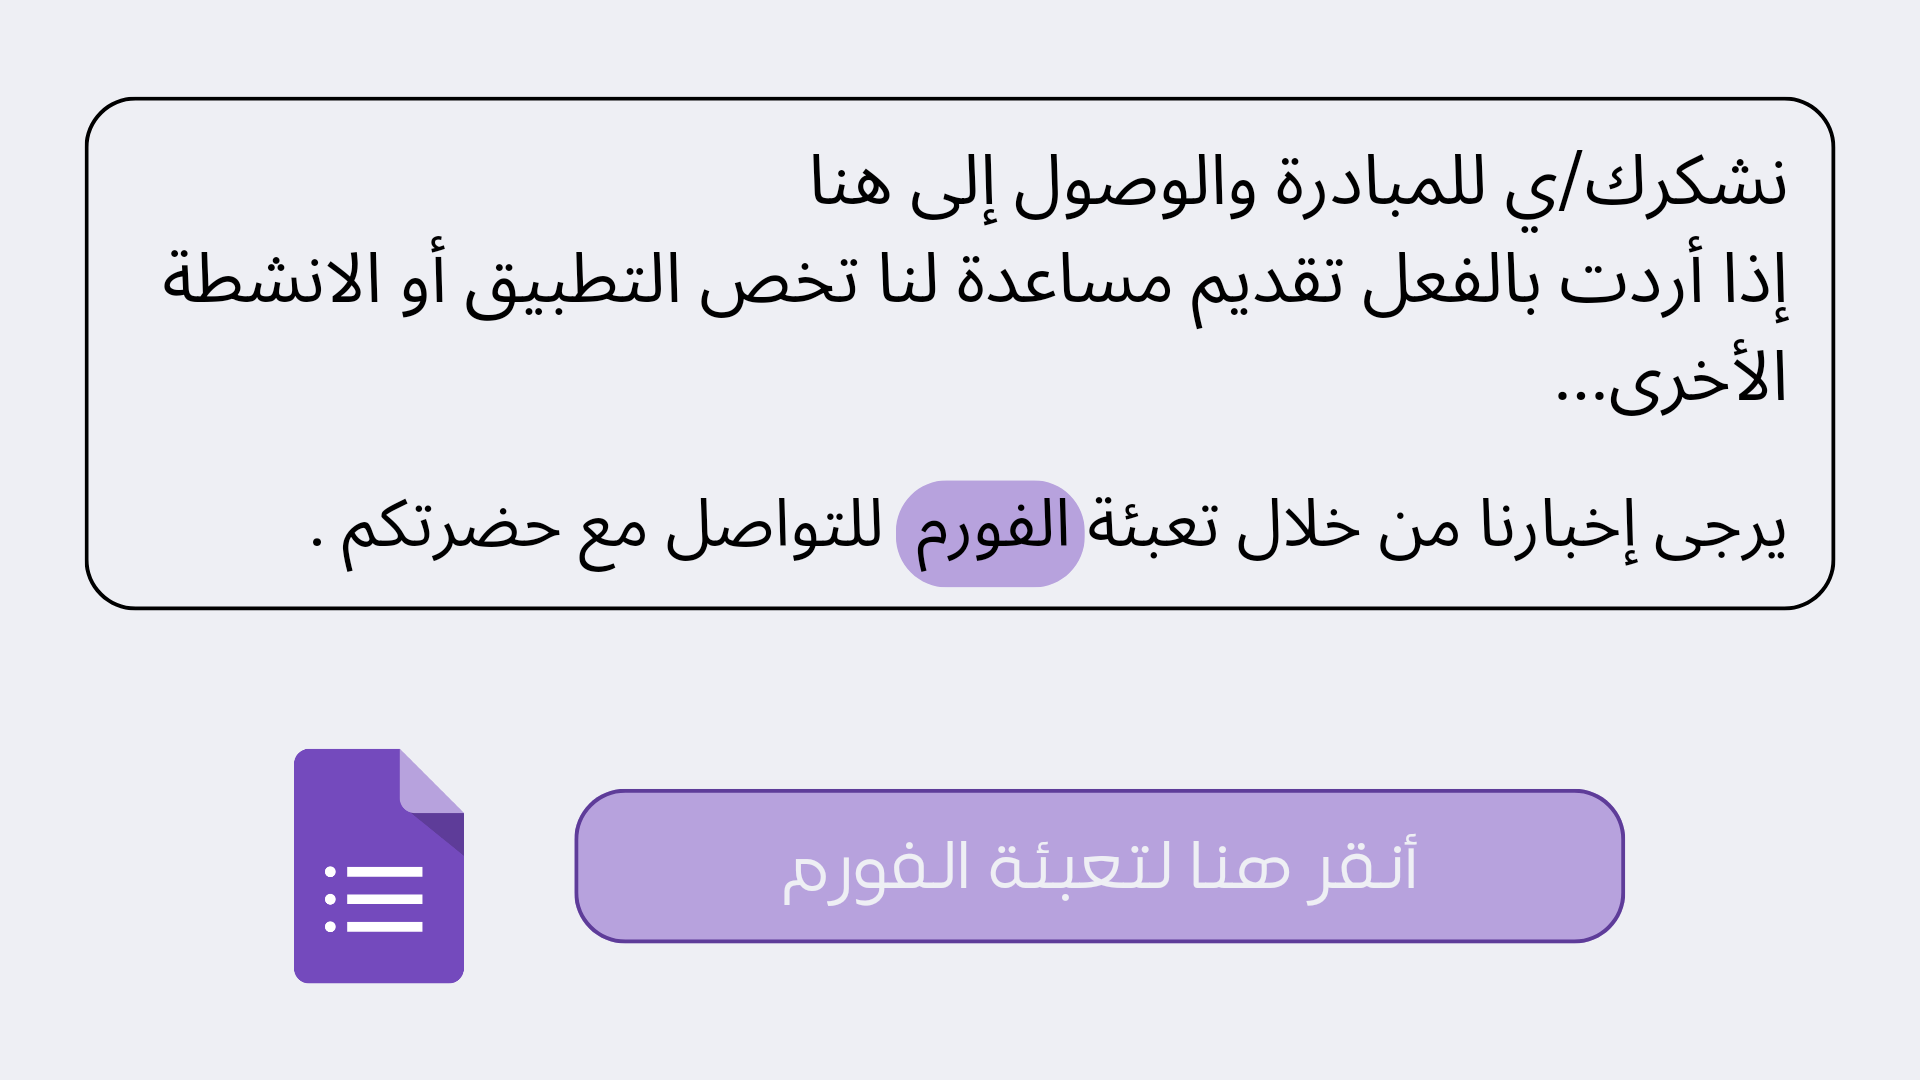 نشكرك/ي للمبادرة والوصول إلى هنا
إذا أردت بالفعل تقديم مساعدة لنا تخص التطبيق أو الانشطة
الأخرى...
يرجى إخبارنا من خلال تعبئة الفورم للتواصل مع حضرتكم .
أنقر هنا لتعبئة الفورم